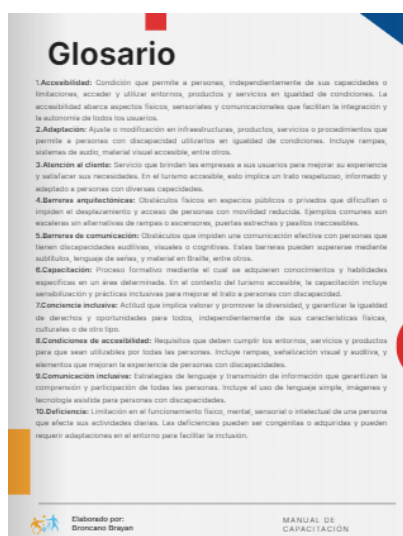 Glosario
1.Accesibilidad: Condición que permite a personas, independientemente de sus capacidades o
limitaciones, acceder y utilizar entornos, productos y servicios en igualdad de condiciones. La
accesibilidad abarca aspectos físicos, sensoriales y comunicacionales que facilitan la integración y
la autonomía de todos los usuarios.
2.Adaptación: Ajuste o modificación en infraestructuras, productos, servicios o procedimientos que
permite a personas con discapacidad utilizarlos en igualdad de condiciones. Incluye rampas,
sistemas de audio, material visual accesible, entre otros.
3.Atención al cliente: Servicio que brindan las empresas a sus usuarios para mejorar su experiencia
y satisfacer sus necesidades. En el turismo accesible, esto implica un trato respetuoso, informado y
adaptado a personas con diversas capacidades.
4.Barreras arquitectónicas: Obstáculos físicos en espacios públicos o privados que dificultan o
impiden el desplazamiento y acceso de personas con movilidad reducida. Ejemplos comunes son
escaleras sin alternativas de rampas o ascensores, puertas estrechas y pasillos inaccesibles.
5.Barreras de comunicación: Obstáculos que impiden una comunicación efectiva con personas que
tienen discapacidades auditivas, visuales o cognitivas. Estas barreras pueden superarse mediante
subtítulos, lenguaje de señas, y material en Braille, entre otros.
6.Capacitación: Proceso formativo mediante el cual se adquieren conocimientos y habilidades
específicas en un área determinada. En el contexto del turismo accesible, la capacitación incluye
sensibilización y prácticas inclusivas para mejorar el trato a personas con discapacidad.
7.Conciencia inclusiva: Actitud que implica valorar y promover la diversidad, y garantizar la igualdad
de derechos y oportunidades para todos, independientemente de sus características físicas,
culturales o de otro tipo.
8.Condiciones de accesibilidad: Requisitos que deben cumplir los entornos, servicios y productos
para que sean utilizables por todas las personas. Incluye rampas, señalización visual y auditiva, y
elementos que mejoran la experiencia de personas con discapacidades.
9.Comunicación inclusiva: Estrategias de lenguaje y transmisión de información que garantizan la
comprensión y participación de todas las personas. Incluye el uso de lenguaje simple, imágenes y
tecnología asistida para personas con discapacidades.
10.Deficiencia: Limitación en el funcionamiento físico, mental, sensorial o intelectual de una persona
que afecta sus actividades diarias. Las deficiencias pueden ser congénitas o adquiridas y pueden
requerir adaptaciones en el entorno para facilitar la inclusión.
Elaborado por:
Broncano Brayan
MANUAL DE
CAPACITACIÓN